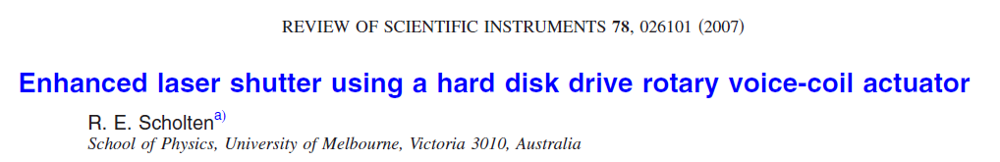 REVIEW OF SCIENTIFIC INSTRUMENTS 78, 026101 (2007)
Enhanced laser shutter using a hard disk drive rotary voice-coil actuator
R. E. Scholten a)
School of Physics, University of Melbourne, Victoria 3010, Australia